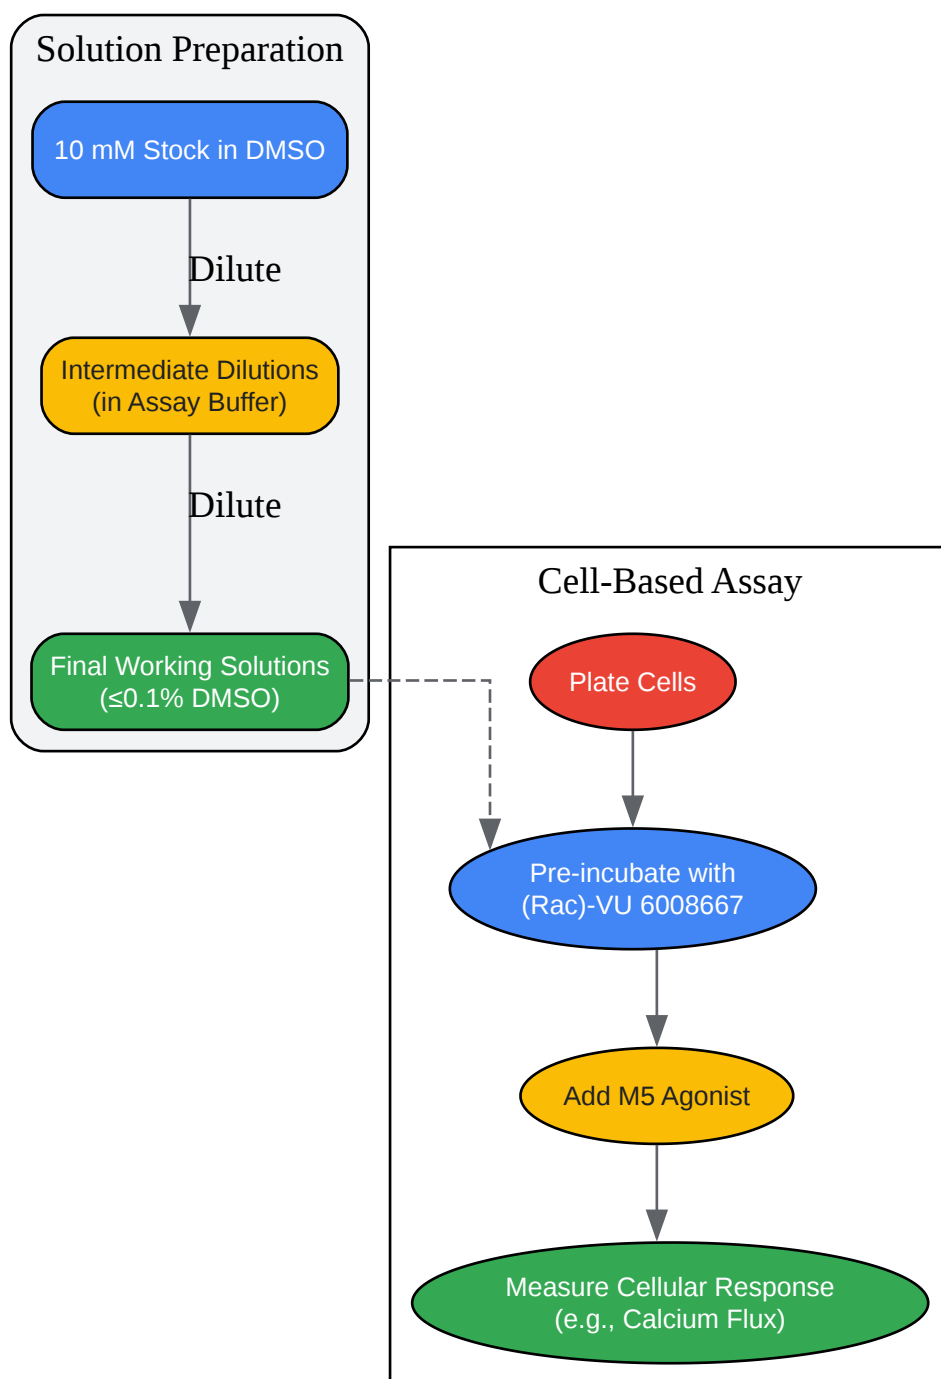 Solution Preparation
10 mM Stock in DMSO
Dilute
Intermediate Dilutions
(in Assay Buffer)
Dilute
Final Working Solutions
(≤0.1% DMSO)
Cell-Based Assay
Plate Cells
Pre-incubate with
(Rac)-VU 6008667
Add M5 Agonist
Measure Cellular Response
(e.g., Calcium Flux)